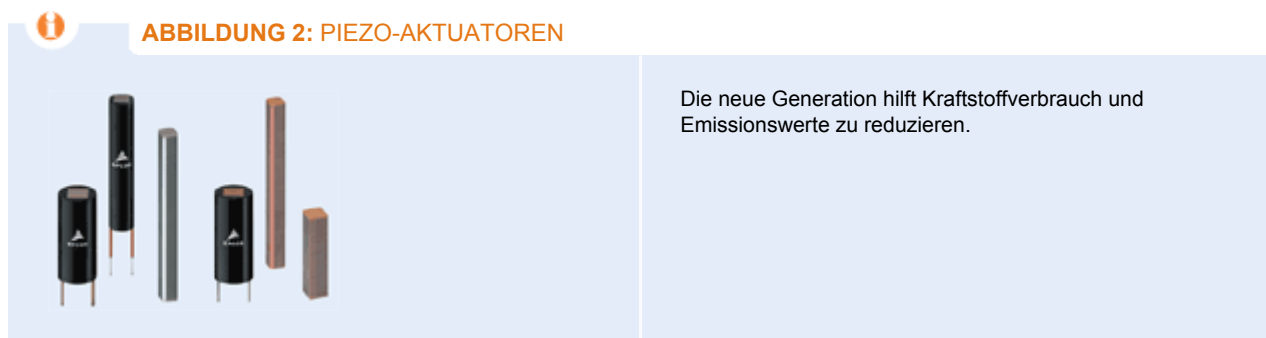 ABBILDUNG 2: PIEZO-AKTUATOREN
Die neue Generation hilft Kraftstoffverbrauch und
Emissionswerte zu reduzieren.